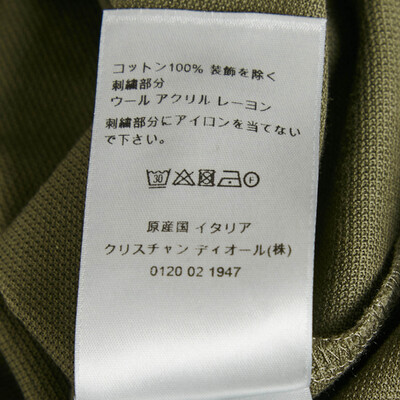 コットン100% 装飾を除く
刺繍部分
ウール アクリル レーヨン
刺繍部分にアイロンを当てない
で下さい。
30 F
原産国 イタリア
クリスチャン ディオール(株)
0120 02 1947